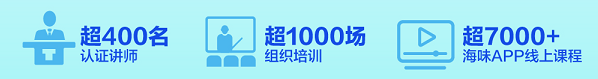 超400名
认证讲师
超1000场
组织培训
超7000+
海味APP线上课程